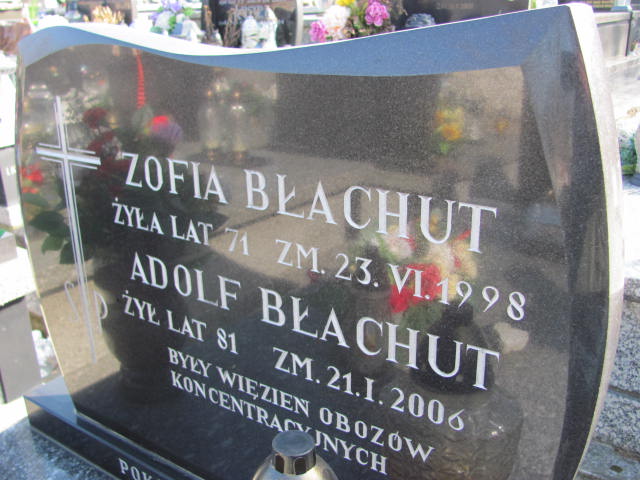 ZOFIA BŁACHUT
ŻYŁA LAT 71 ZM. 23. VI. 1998
ADOLF BŁACHUT
ŻYŁ LAT 81 ZM. 21. I. 2006
BYŁY WIĘZIEN OBOZÓW
KONCENTRACYJNYCH